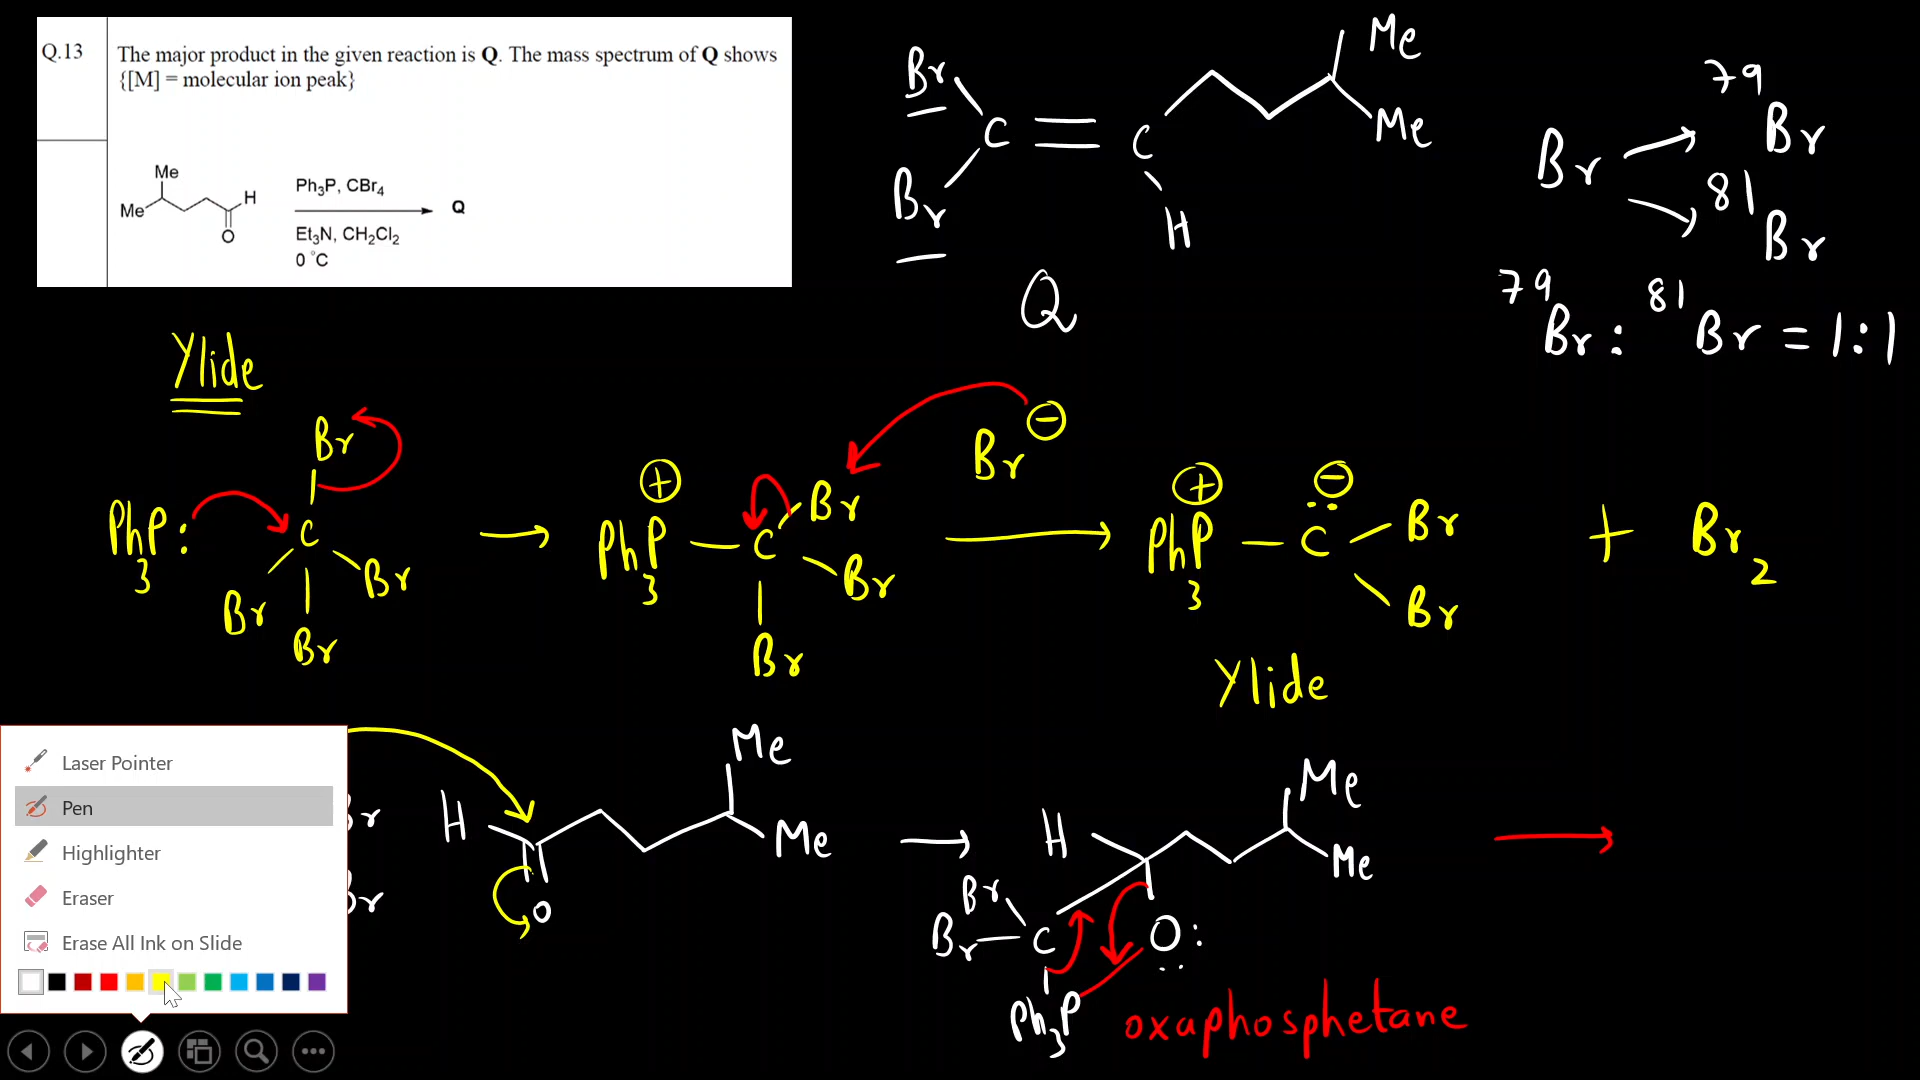 Q.13
The major product in the given reaction is Q. The mass spectrum of Q shows
{[M] = molecular ion peak}
Me
Me
H
O
Ph3P, CBr4
Et3N, CH2Cl2
0 °C
Q
Br
Br
C
C
H
Me
Me
Q
Br
79
Br
81
Br
79Br : 81Br = 1:1
Ylide
Ph3P:
Br
C
Br
Br
Br
⊕
Ph3P
C
Br
Br
Br
Br
⊖
⊕
Ph3P
⊖
C
Br
Br
+ Br2
Ylide
r
r
H
O
Me
Me
H
Me
Me
Br
Br
C
O:
Ph3P
oxaphosphetane
Laser Pointer
Pen
Highlighter
Eraser
Erase All Ink on Slide